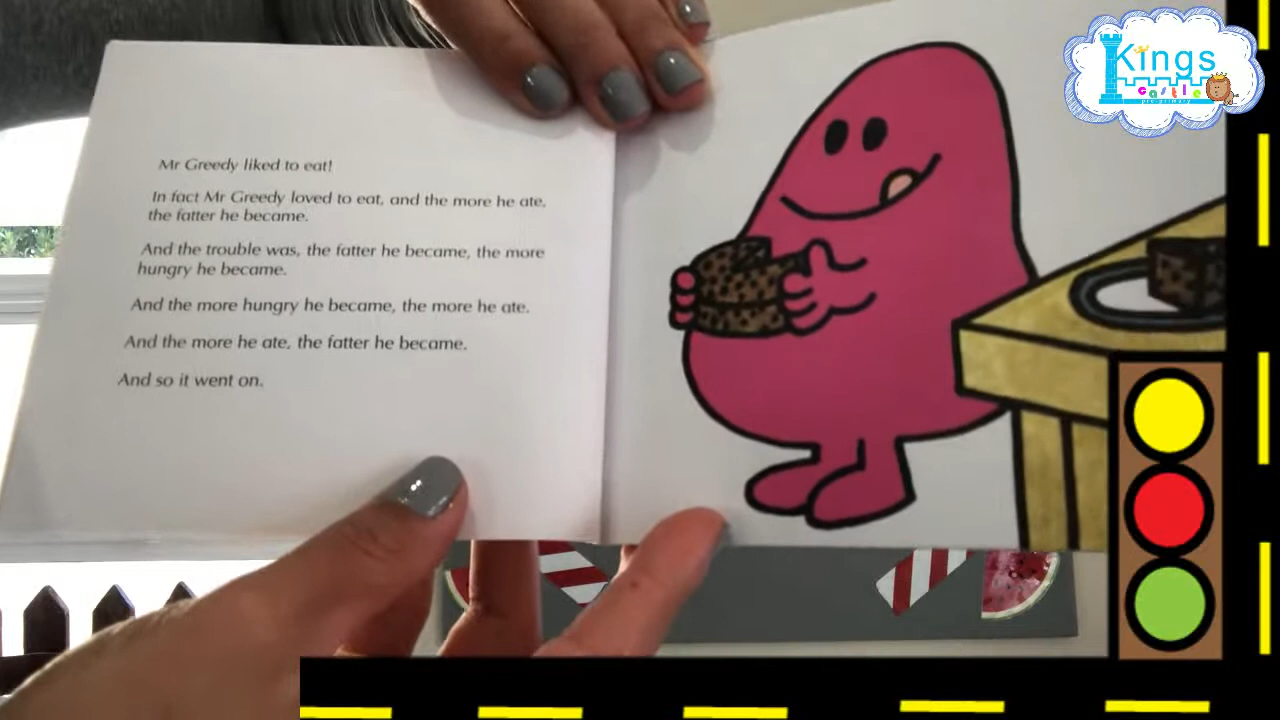 Kings
castle
pre-primary
Mr Greedy liked to eat!
In fact Mr Greedy loved to eat, and the more he ate,
the fatter he became.
And the trouble was, the fatter he became, the more
hungry he became.
And the more hungry he became, the more he ate.
And the more he ate, the fatter he became.
And so it went on.